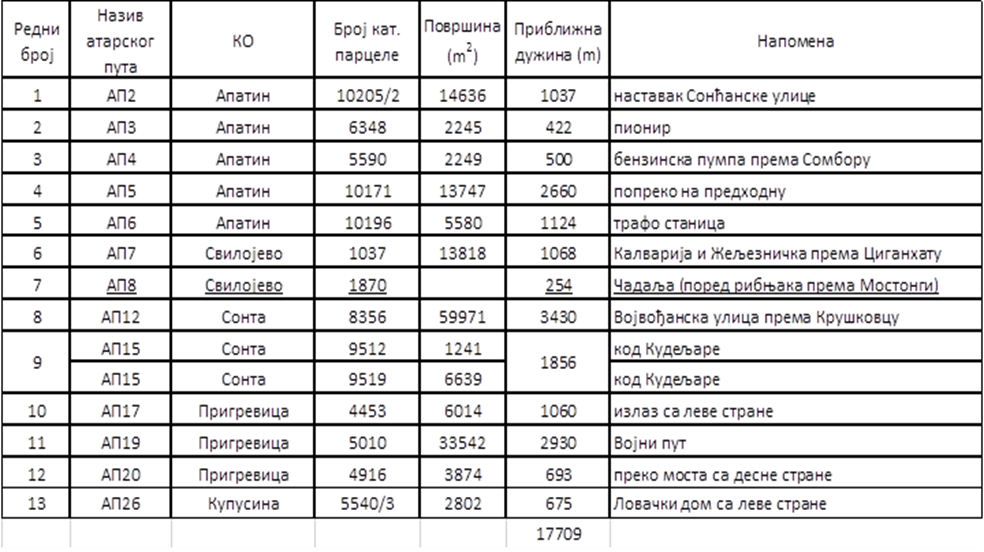 Редни број | Назив атарског пута | КО | Број кат. парцеле | Површина (m²) | Приближна дужина (m) | Напомена
1 | АП2 | Апатин | 10205/2 | 14636 | 1037 | наставак Сонћанске улице
2 | АП3 | Апатин | 6348 | 2245 | 422 | пионир
3 | АП4 | Апатин | 5590 | 2249 | 500 | бензинска пумпа према Сомбору
4 | АП5 | Апатин | 10171 | 13747 | 2660 | попреко на предходну
5 | АП6 | Апатин | 10196 | 5580 | 1124 | трафо станица
6 | АП7 | Свилојево | 1037 | 13818 | 1068 | Калварија и Жељезничка према Циганхату
7 | АП8 | Свилојево | 1870 | | 254 | Чадаља (поред рибњака према Мостонги)
8 | АП12 | Сонта | 8356 | 59971 | 3430 | Војвођанска улица према Крушковцу
9 | АП15 | Сонта | 9512 | 1241 | 1856 | код Кудељаре
АП15 | Сонта | 9519 | 6639 | код Кудељаре
10 | АП17 | Пригревица | 4453 | 6014 | 1060 | излаз са леве стране
11 | АП19 | Пригревица | 5010 | 33542 | 2930 | Војни пут
12 | АП20 | Пригревица | 4916 | 3874 | 693 | преко моста са десне стране
13 | АП26 | Купусина | 5540/3 | 2802 | 675 | Ловачки дом са леве стране
17709